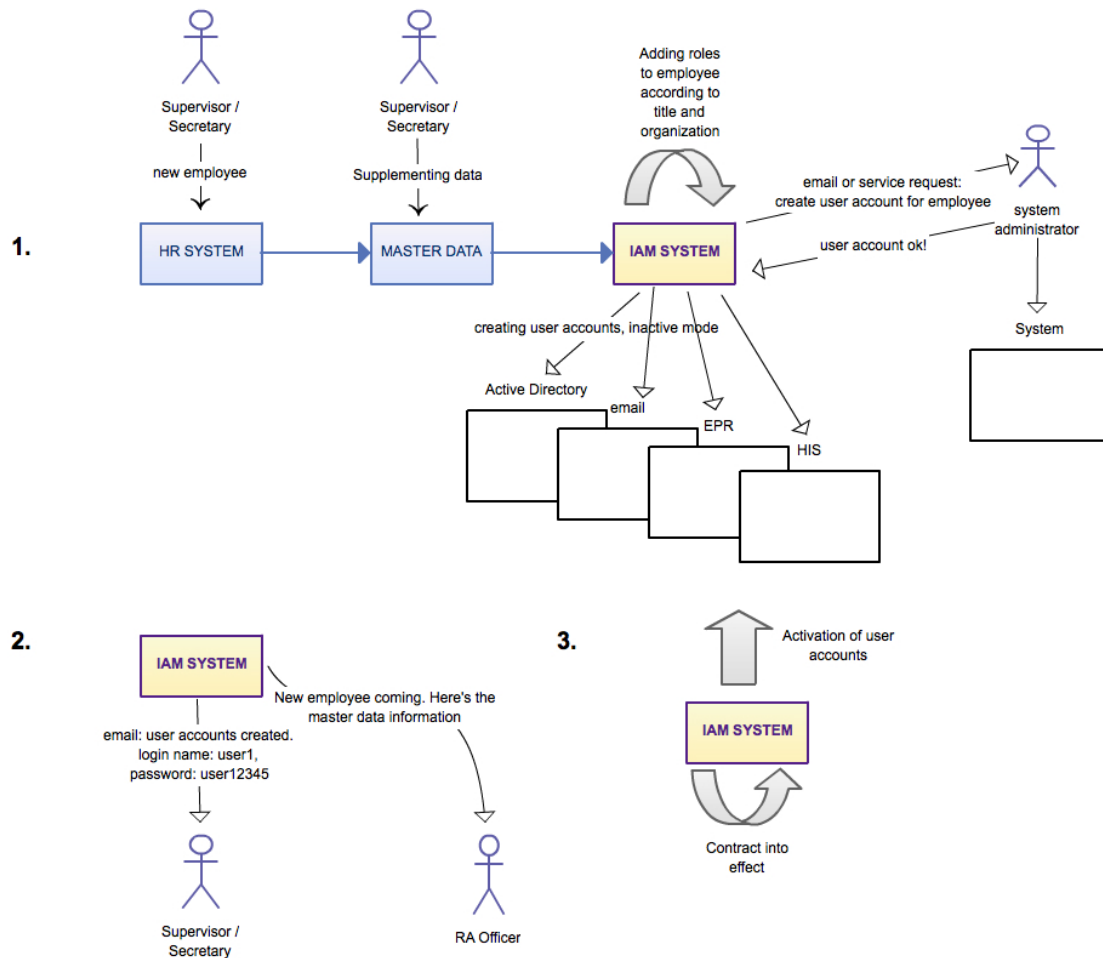 Supervisor /
Secretary
new employee
Supervisor /
Secretary
Supplementing data
Adding roles
to employee
according to
title and
organization
email or service request:
create user account for employee
system
administrator
user account ok!
1.
HR SYSTEM
MASTER DATA
IAM SYSTEM
creating user accounts, inactive mode
System
Active Directory
email
EPR
HIS
2.
IAM SYSTEM
New employee coming. Here's the
master data information
email: user accounts created.
login name: user1,
password: user12345
Supervisor /
Secretary
RA Officer
3.
Activation of user
accounts
IAM SYSTEM
Contract into
effect